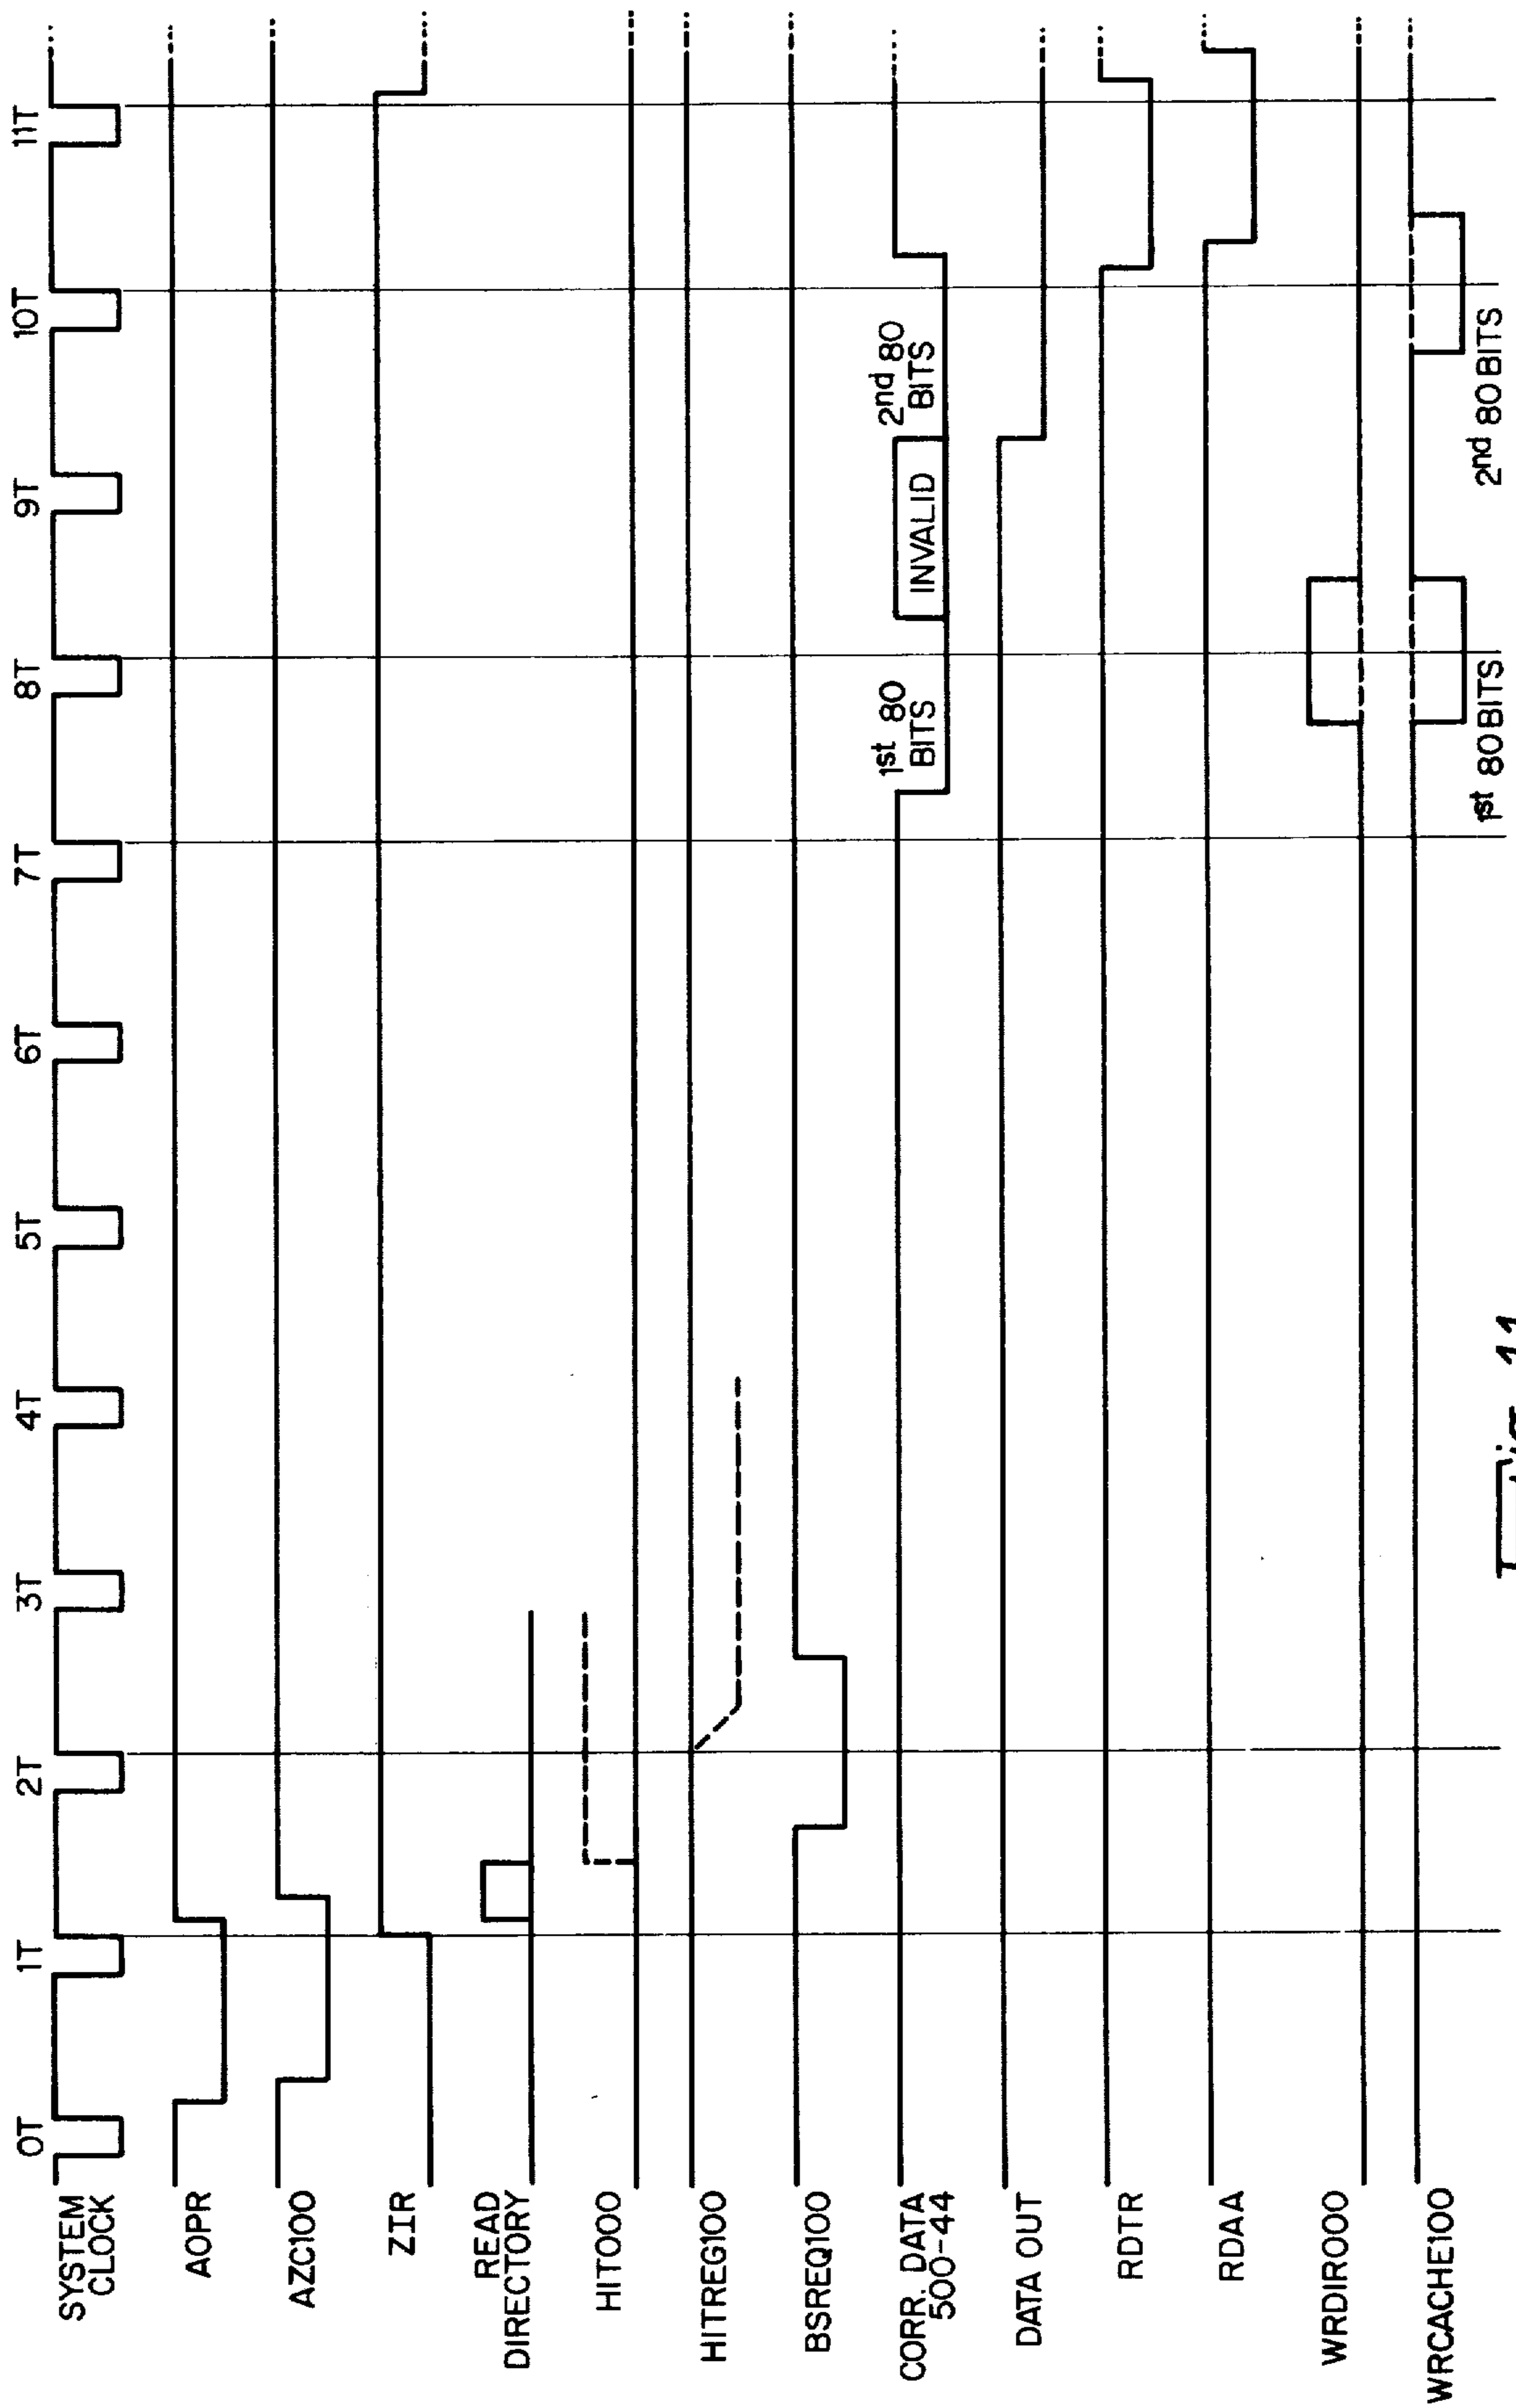 0T 1T 2T 3T 4T 5T 6T 7T 8T 9T 10T 11T
SYSTEM
CLOCK
AOPR
AZC100
ZIR
READ
DIRECTORY
HIT000
HITREG100
BSREQ100
CORR. DATA
500-44
1st 80
BITS
INVALID
2nd 80
BITS
DATA OUT
RDTR
RDAA
WRDIR000
WRCACHE100
1st 80 BITS
2nd 80 BITS
Fig. 11